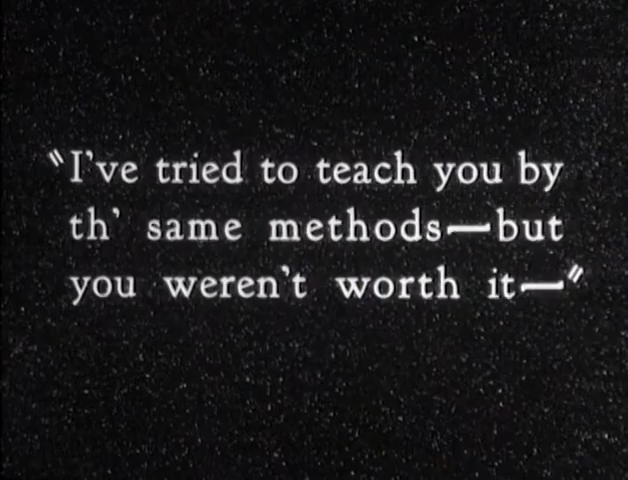 "I've tried to teach you by
th' same methods—but
you weren't worth it—"